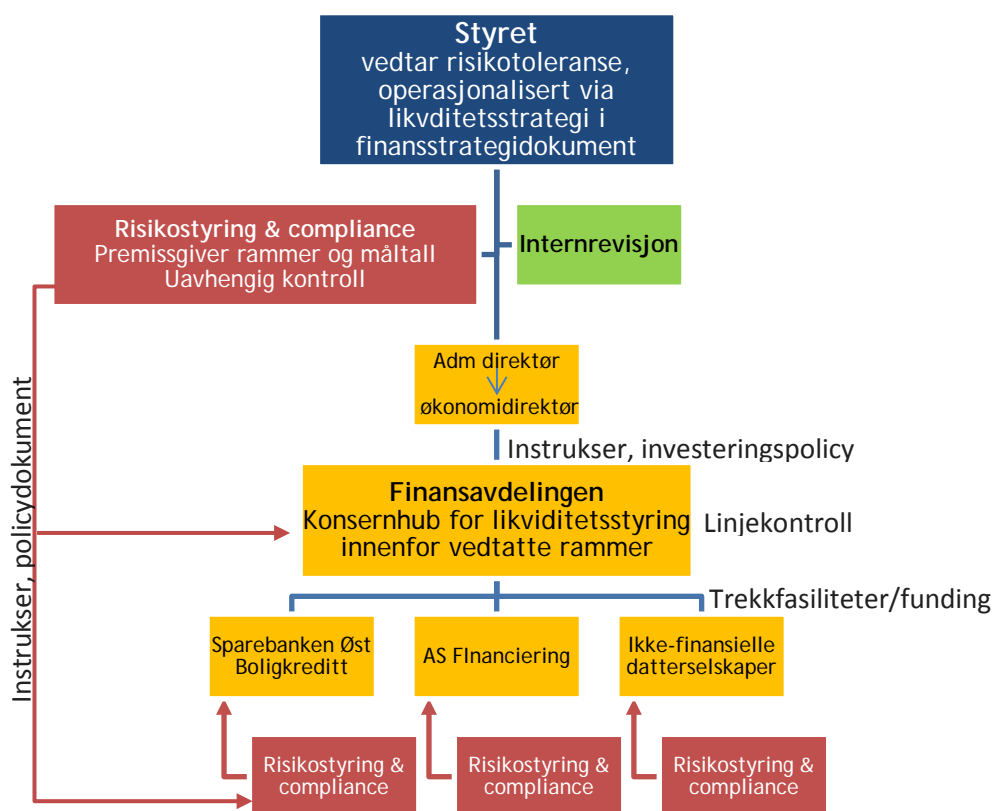 Styret
vedtar risikotoleranse,
operasjonalisert via
likvditetsstrategi i
finansstrategidokument
Risikostyring & compliance
Premissgiver rammer og måltall
Uavhengig kontroll
Internrevisjon
Adm direktør
økonomidirektør
Instrukser, investeringspolicy
Instrukser, policydokument
Finansavdelingen
Konsernhub for likviditetsstyring
innenfor vedtatte rammer
Linjekontroll
Trekkfasiliteter/funding
Sparebanken Øst
Boligkreditt
AS FInanciering
Ikke-finansielle
datterselskaper
Risikostyring &
compliance
Risikostyring &
compliance
Risikostyring &
compliance